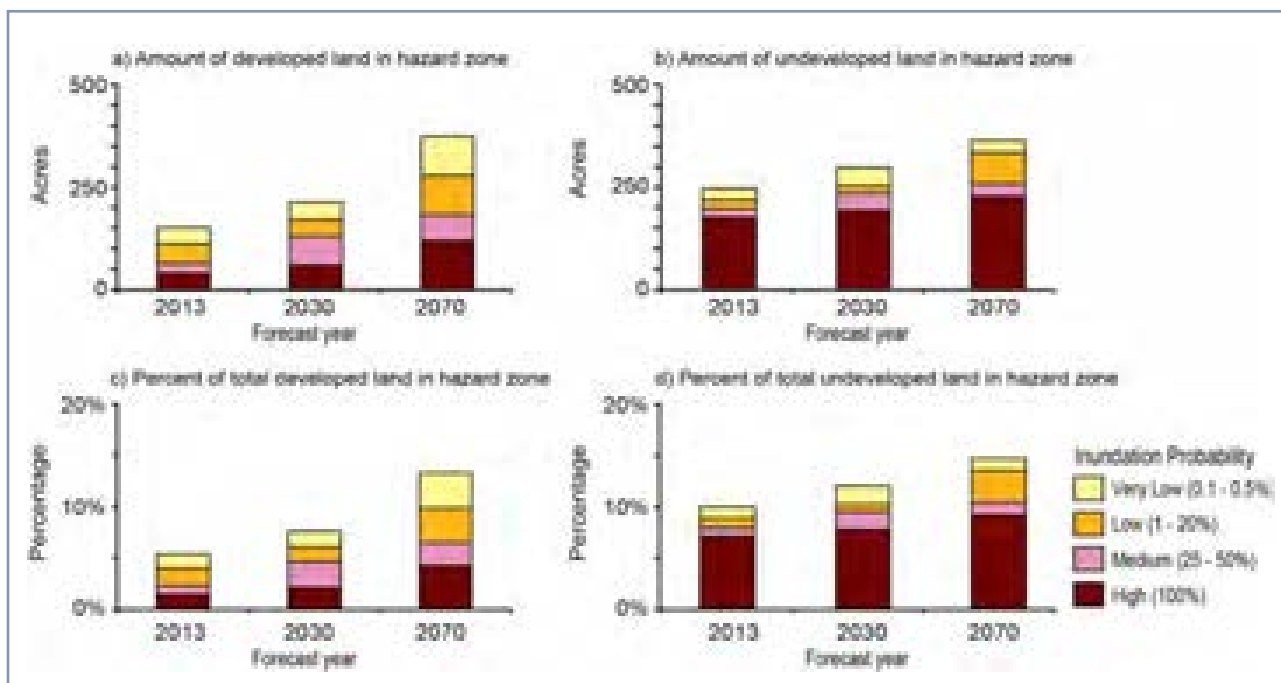 a) Amount of developed land in hazard zone
500
250
0
Acres
2013 2030 2070
Forecast year
b) Amount of undeveloped land in hazard zone
500
250
0
Acres
2013 2030 2070
Forecast year
c) Percent of total developed land in hazard zone
20%
10%
0%
Percentage
2013 2030 2070
Forecast year
d) Percent of total undeveloped land in hazard zone
20%
10%
0%
Percentage
2013 2030 2070
Forecast year
Inundation Probability
Very Low (0.1 - 0.5%)
Low (1 - 20%)
Medium (25 - 50%)
High (100%)